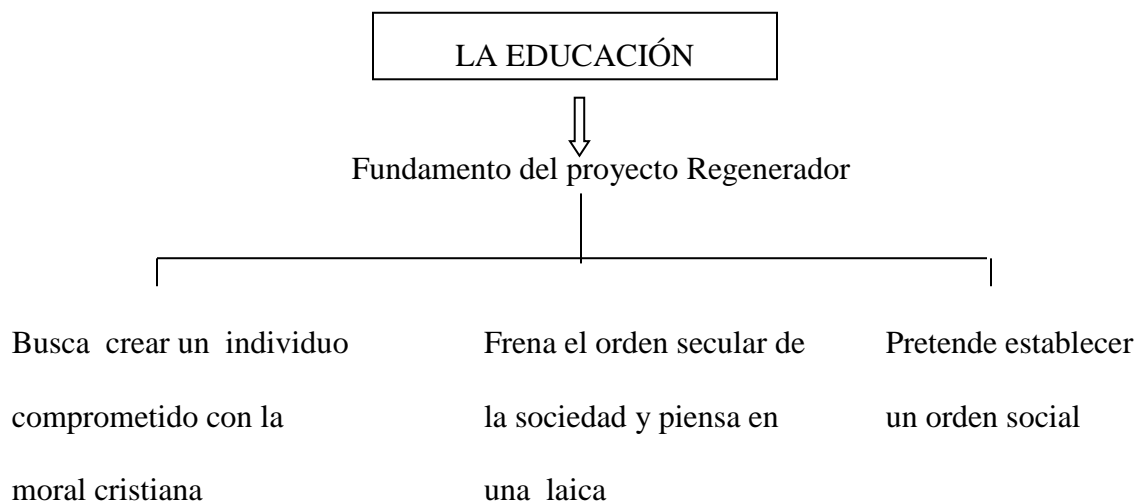 LA EDUCACIÓN
Fundamento del proyecto Regenerador
Busca crear un individuo
comprometido con la
moral cristiana
Frena el orden secular de
la sociedad y piensa en
una laica
Pretende establecer
un orden social